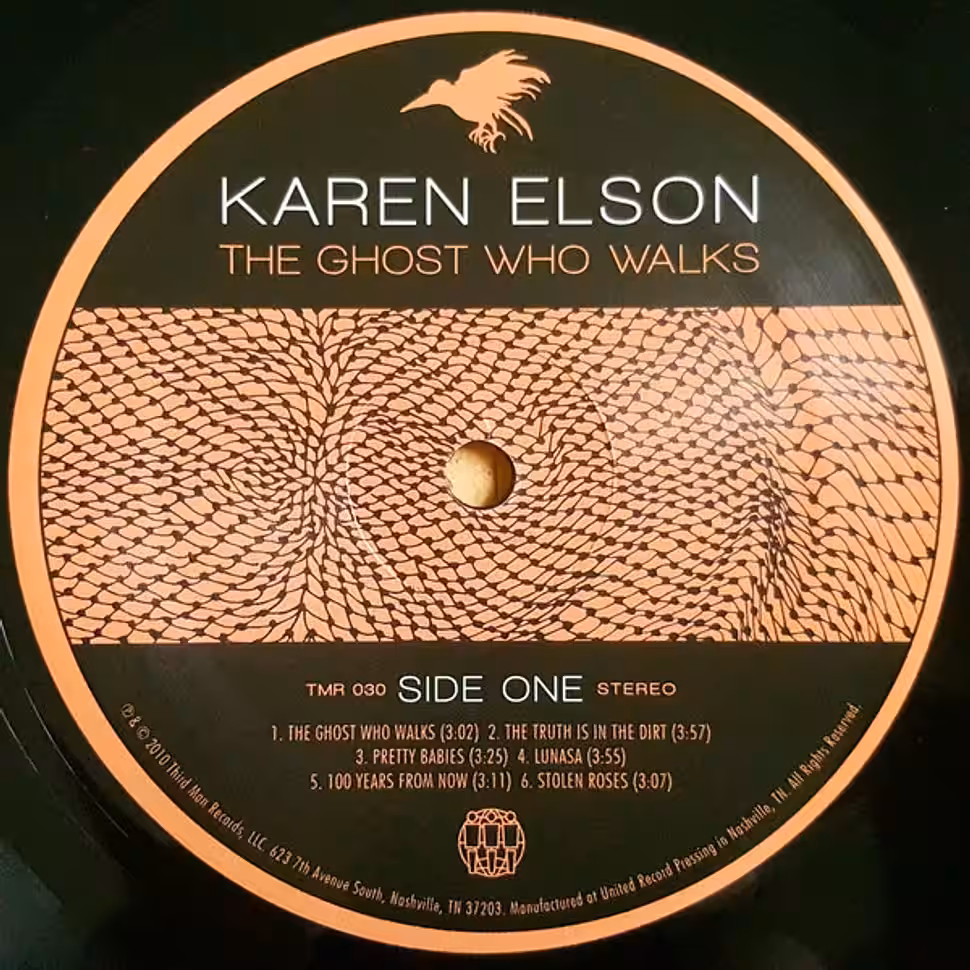 KAREN ELSON
THE GHOST WHO WALKS
TMR 030 SIDE ONE STEREO
1. THE GHOST WHO WALKS (3:02) 2. THE TRUTH IS IN THE DIRT (3:57)
3. PRETTY BABIES (3:25) 4. LUNASA (3:55)
5. 100 YEARS FROM NOW (3:11) 6. STOLEN ROSES (3:07)
℗ & © 2010 Third Man Records, LLC. 623 7th Avenue South, Nashville, TN 37203. Manufactured at United Record Pressing in Nashville, TN. All Rights Reserved.